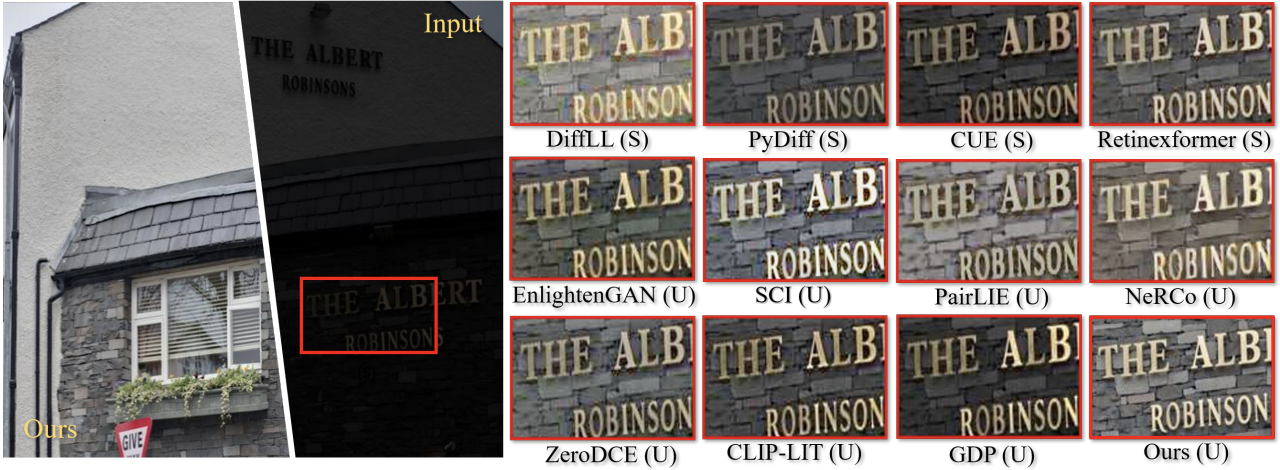 Input
THE ALBERT
ROBINSONS
THE ALBERT
ROBINSONS
GIVE
Ours
THE ALB
ROBINSON
DiffLL (S)
THE ALB
ROBINSON
PyDiff (S)
THE ALB
ROBINSON
CUE (S)
THE ALB
ROBINSON
Retinexformer (S)
THE ALB
ROBINSON
EnlightenGAN (U)
THE ALB
ROBINSON
SCI (U)
THE ALB
ROBINSON
PairLIE (U)
THE ALB
ROBINSON
NeRCo (U)
THE ALB
ROBINSON
ZeroDCE (U)
THE ALB
ROBINSON
CLIP-LIT (U)
THE ALB
ROBINSON
GDP (U)
THE ALB
ROBINSON
Ours (U)